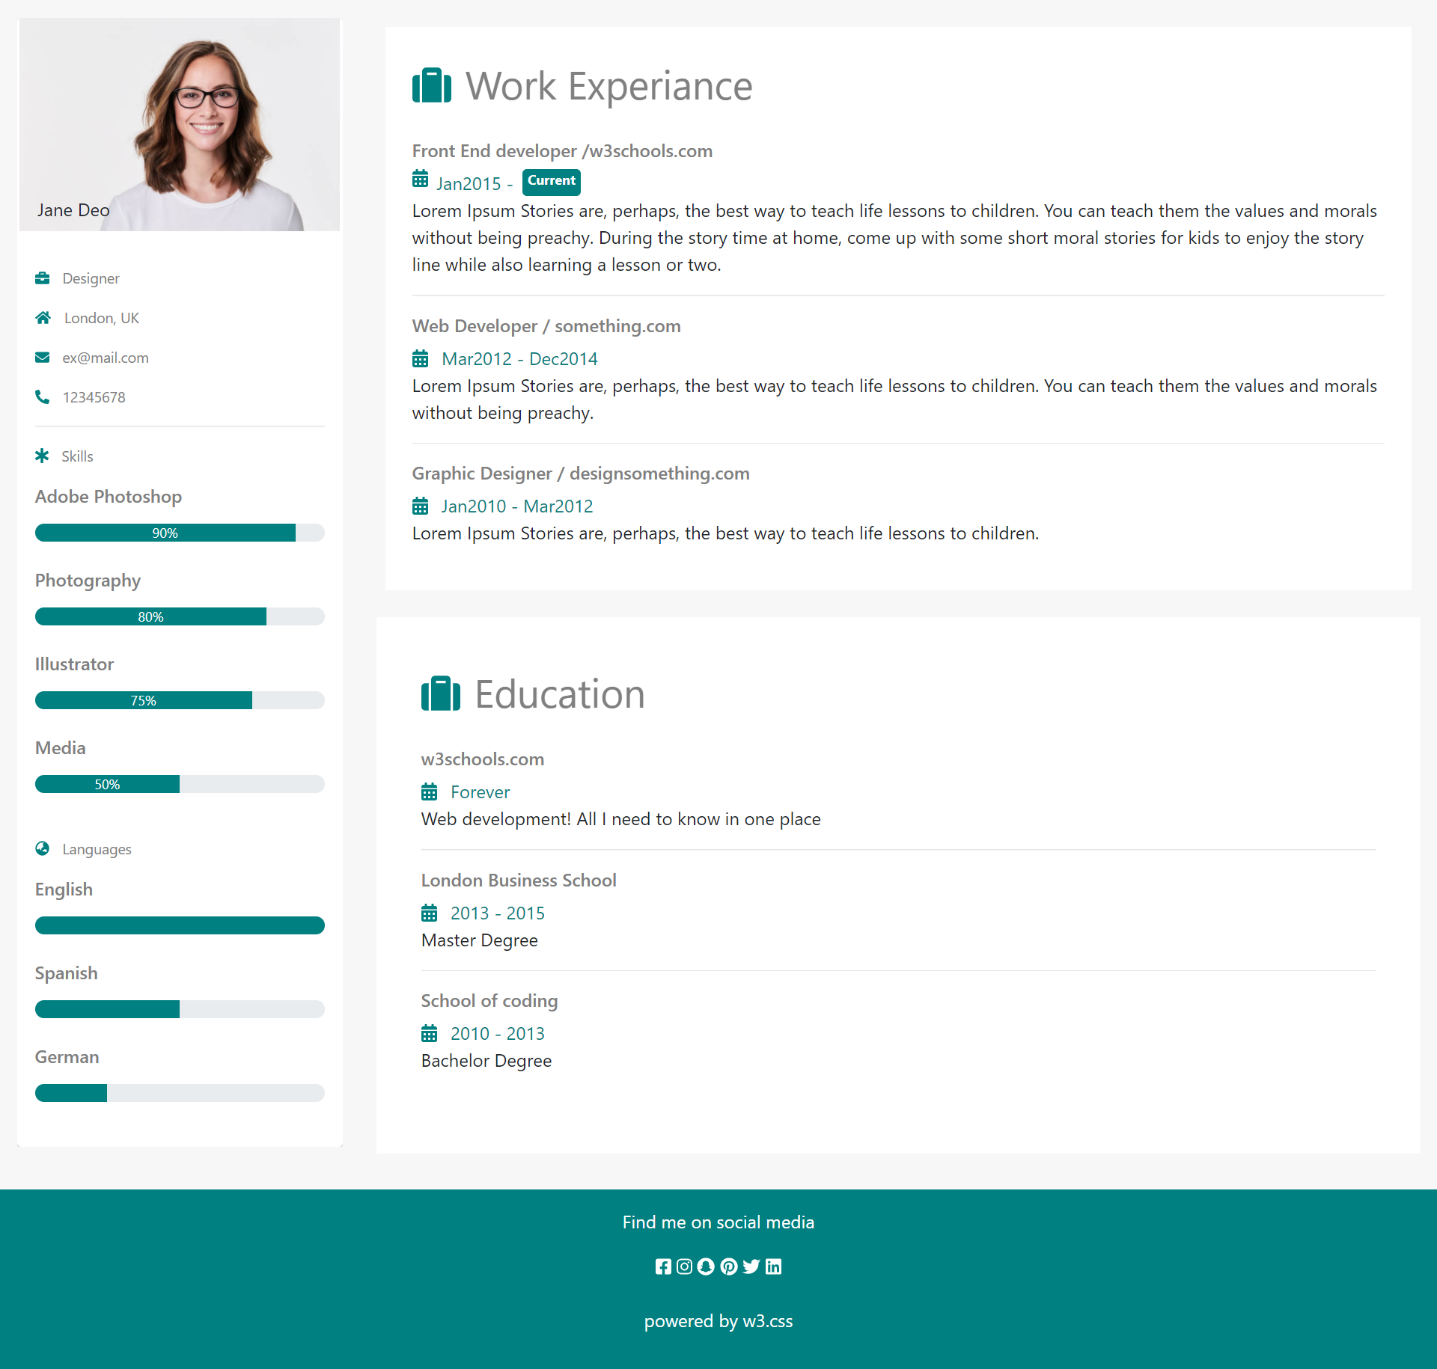 Jane Deo
Designer
London, UK
ex@mail.com
12345678
Skills
Adobe Photoshop
90%
Photography
80%
Illustrator
75%
Media
50%
Languages
English
Spanish
German
Work Experiance
Front End developer /w3schools.com
Jan2015 - Current
Lorem Ipsum Stories are, perhaps, the best way to teach life lessons to children. You can teach them the values and morals
without being preachy. During the story time at home, come up with some short moral stories for kids to enjoy the story
line while also learning a lesson or two.
Web Developer / something.com
Mar2012 - Dec2014
Lorem Ipsum Stories are, perhaps, the best way to teach life lessons to children. You can teach them the values and morals
without being preachy.
Graphic Designer / designsomething.com
Jan2010 - Mar2012
Lorem Ipsum Stories are, perhaps, the best way to teach life lessons to children.
Education
w3schools.com
Forever
Web development! All I need to know in one place
London Business School
2013 - 2015
Master Degree
School of coding
2010 - 2013
Bachelor Degree
Find me on social media
powered by w3.css